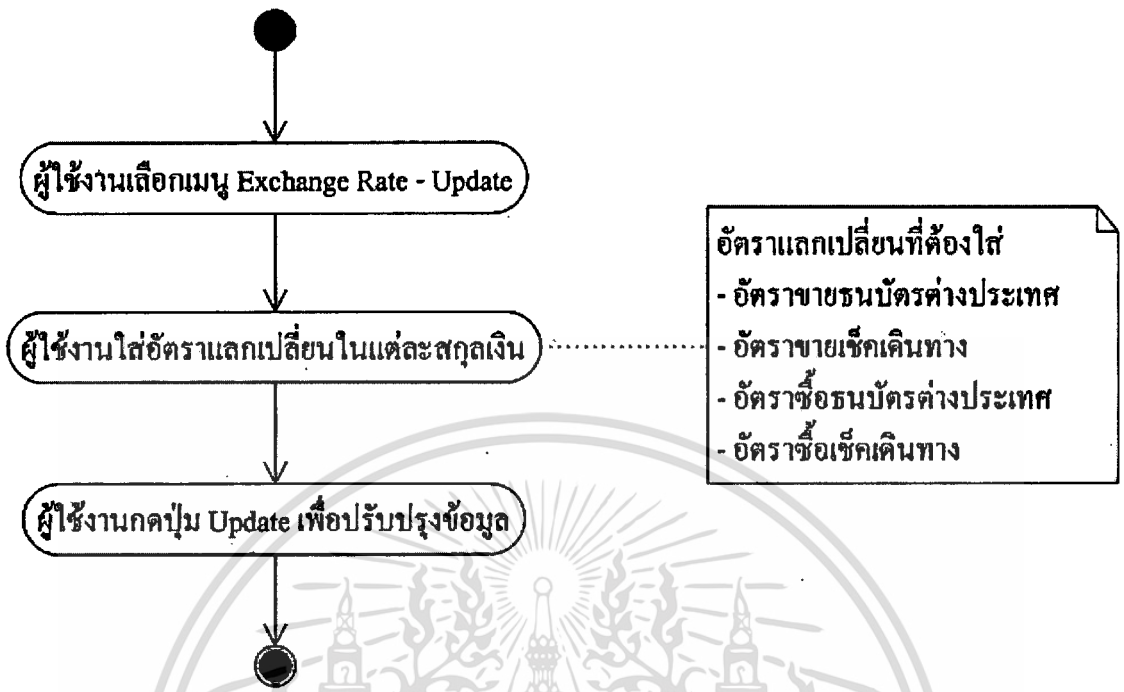 ผู้ใช้งานเลือกเมนู Exchange Rate - Update
ผู้ใช้งานใส่อัตราแลกเปลี่ยนในแต่ละสกุลเงิน
อัตราแลกเปลี่ยนที่ต้องใส่
- อัตราขายธนบัตรต่างประเทศ
- อัตราขายเช็คเดินทาง
- อัตราซื้อธนบัตรต่างประเทศ
- อัตราซื้อเช็คเดินทาง
ผู้ใช้งานกดปุ่ม Update เพื่อปรับปรุงข้อมูล